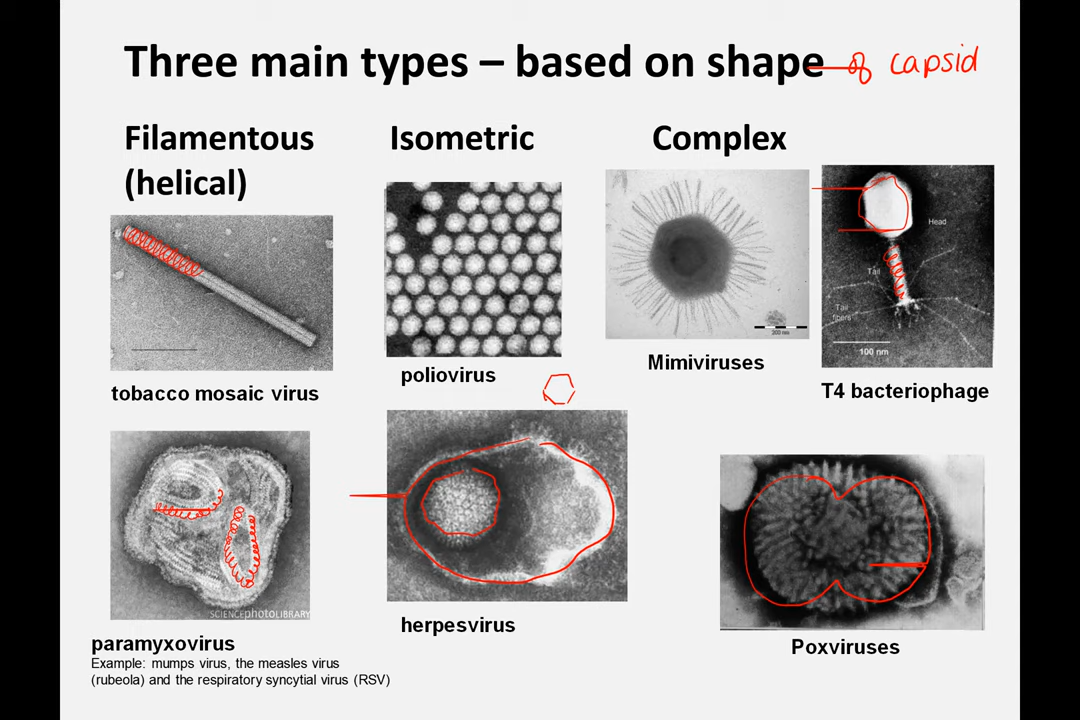 Three main types – based on shape of capsid
Filamentous
(helical)
Isometric
Complex
Head
Tail
Tail
fibers
100 nm
200 nm
tobacco mosaic virus
poliovirus
Mimiviruses
T4 bacteriophage
SCIENCEphotoLIBRARY
paramyxovirus
Example: mumps virus, the measles virus
(rubeola) and the respiratory syncytial virus (RSV)
herpesvirus
Poxviruses